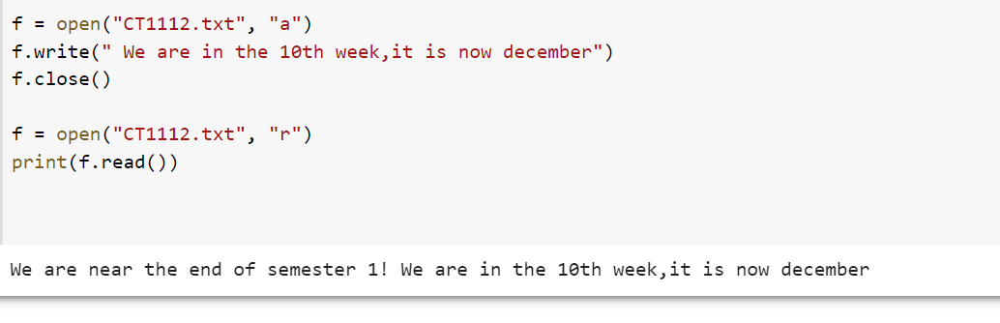 f = open("CT1112.txt", "a")
f.write(" We are in the 10th week,it is now december")
f.close()
f = open("CT1112.txt", "r")
print(f.read())
We are near the end of semester 1! We are in the 10th week,it is now december